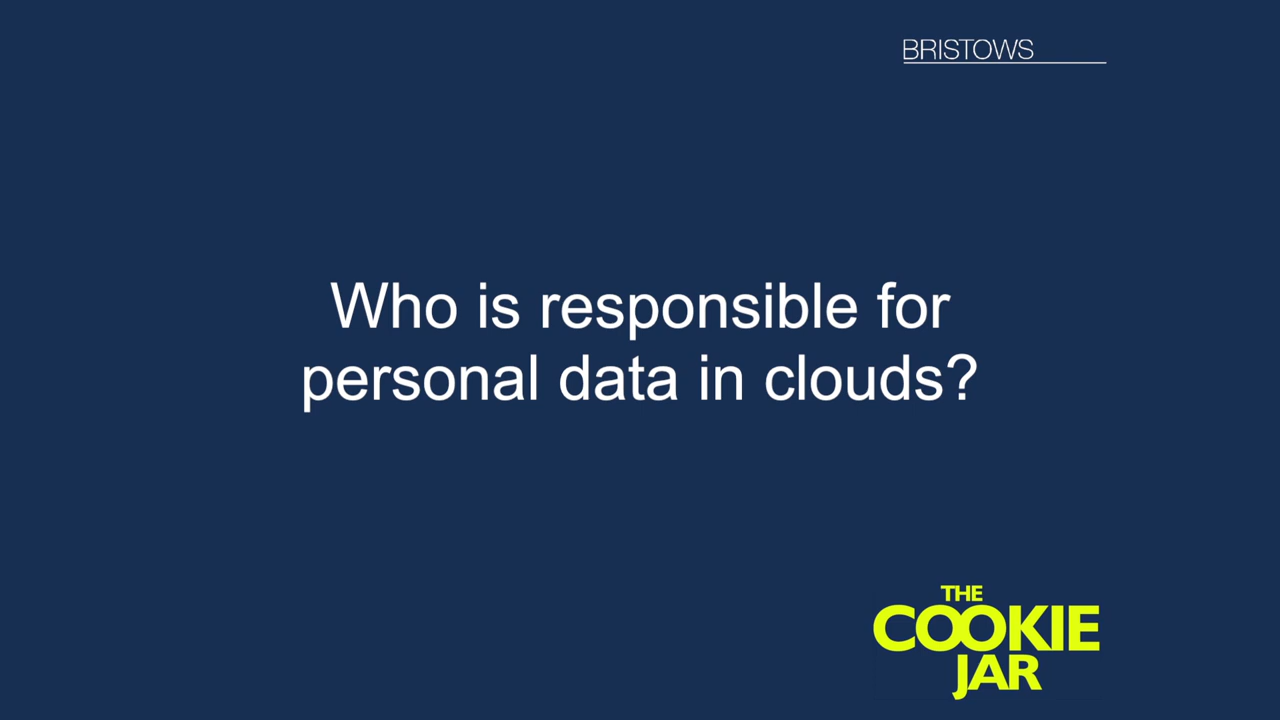 BRISTOWS
Who is responsible for
personal data in clouds?
THE
COOKIE
JAR